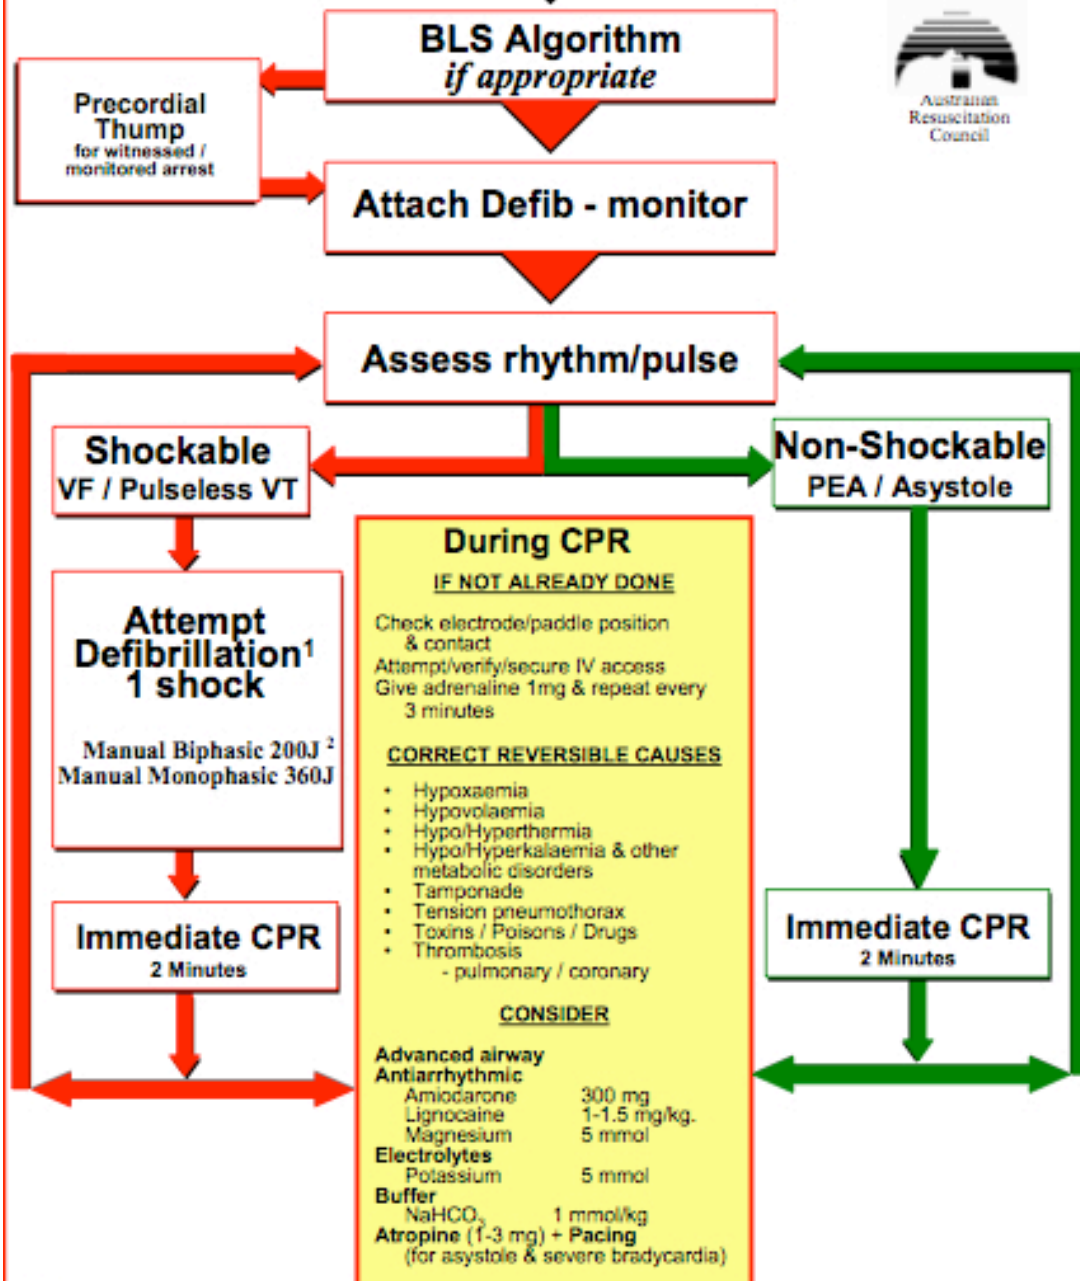 BLS Algorithm
if appropriate
Australian
Resuscitation
Council
Precordial
Thump
for witnessed /
monitored arrest
Attach Defib - monitor
Assess rhythm/pulse
Shockable
VF / Pulseless VT
Non-Shockable
PEA / Asystole
Attempt
Defibrillation¹
1 shock
Manual Biphasic 200J ²
Manual Monophasic 360J
Immediate CPR
2 Minutes
During CPR
IF NOT ALREADY DONE
Check electrode/paddle position
& contact
Attempt/verify/secure IV access
Give adrenaline 1mg & repeat every
3 minutes
CORRECT REVERSIBLE CAUSES
• Hypoxaemia
• Hypovolaemia
• Hypo/Hyperthermia
• Hypo/Hyperkalaemia & other
metabolic disorders
• Tamponade
• Tension pneumothorax
• Toxins / Poisons / Drugs
• Thrombosis
- pulmonary / coronary
CONSIDER
Advanced airway
Antiarrhythmic
Amiodarone 300 mg
Lignocaine 1-1.5 mg/kg.
Magnesium 5 mmol
Electrolytes
Potassium 5 mmol
Buffer
NaHCO₃ 1 mmol/kg
Atropine (1-3 mg) + Pacing
(for asystole & severe bradycardia)
Immediate CPR
2 Minutes